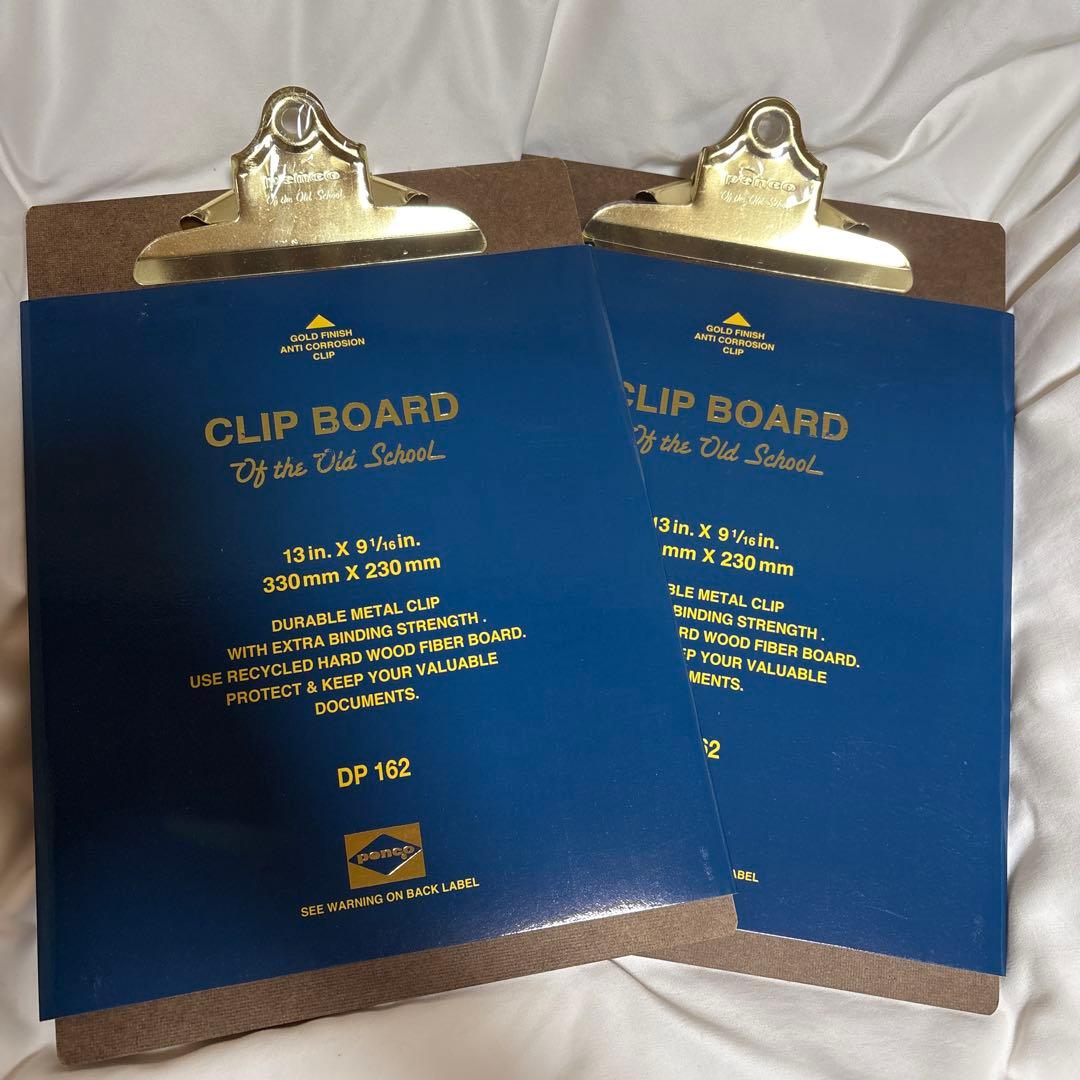 penco
Of the Old School
GOLD FINISH
ANTI CORROSION
CLIP
CLIP BOARD
Of the Old School
13 in. X 9 1/16 in.
330 mm X 230 mm
DURABLE METAL CLIP
WITH EXTRA BINDING STRENGTH .
USE RECYCLED HARD WOOD FIBER BOARD.
PROTECT & KEEP YOUR VALUABLE
DOCUMENTS.
DP 162
penco
SEE WARNING ON BACK LABEL
penco
Of the Old School
GOLD FINISH
ANTI CORROSION
CLIP
CLIP BOARD
Of the Old School
13 in. X 9 1/16 in.
mm X 230 mm
BLE METAL CLIP
BINDING STRENGTH .
RD WOOD FIBER BOARD.
EP YOUR VALUABLE
MENTS.
62
ABEL